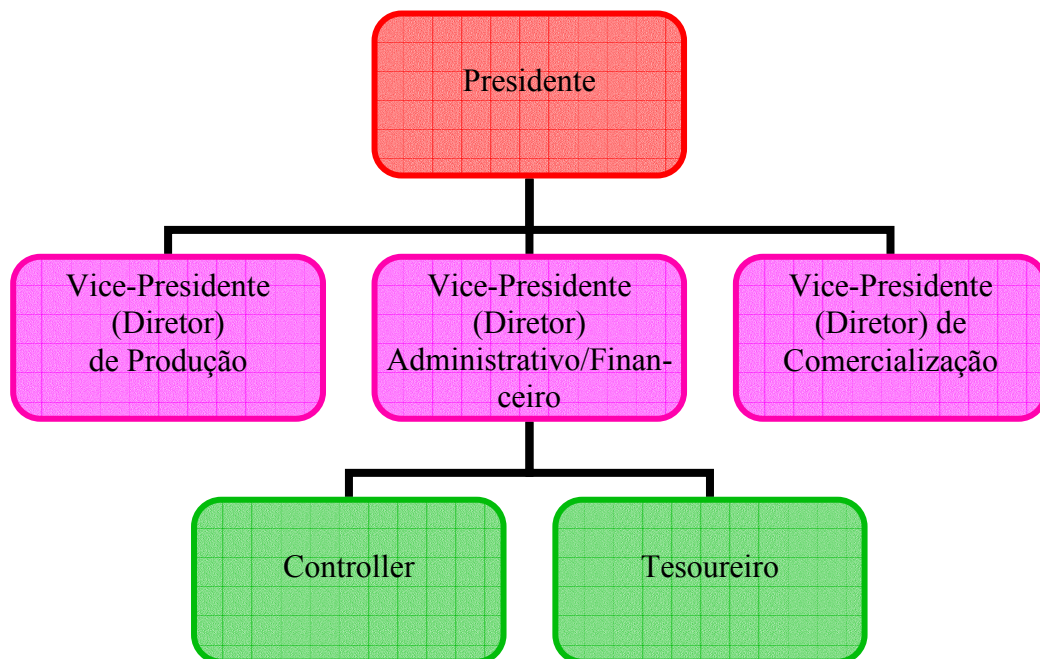 Presidente
Vice-Presidente
(Diretor)
de Produção
Vice-Presidente
(Diretor)
Administrativo/Finan-
ceiro
Vice-Presidente
(Diretor) de
Comercialização
Controller
Tesoureiro